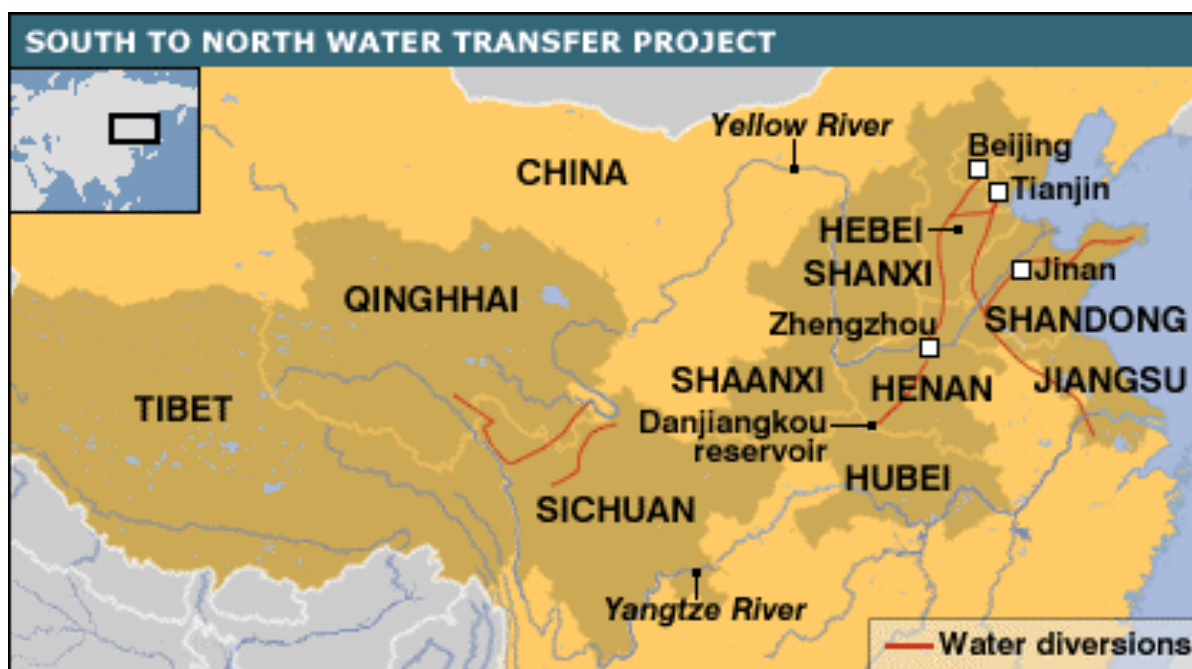 SOUTH TO NORTH WATER TRANSFER PROJECT
Yellow River
Beijing
CHINA
Tianjin
HEBEI
SHANXI
Jinan
QINGHHAI
Zhengzhou
SHANDONG
SHAANXI
HENAN
JIANGSU
TIBET
Danjiangkou
reservoir
HUBEI
SICHUAN
Yangtze River
Water diversions